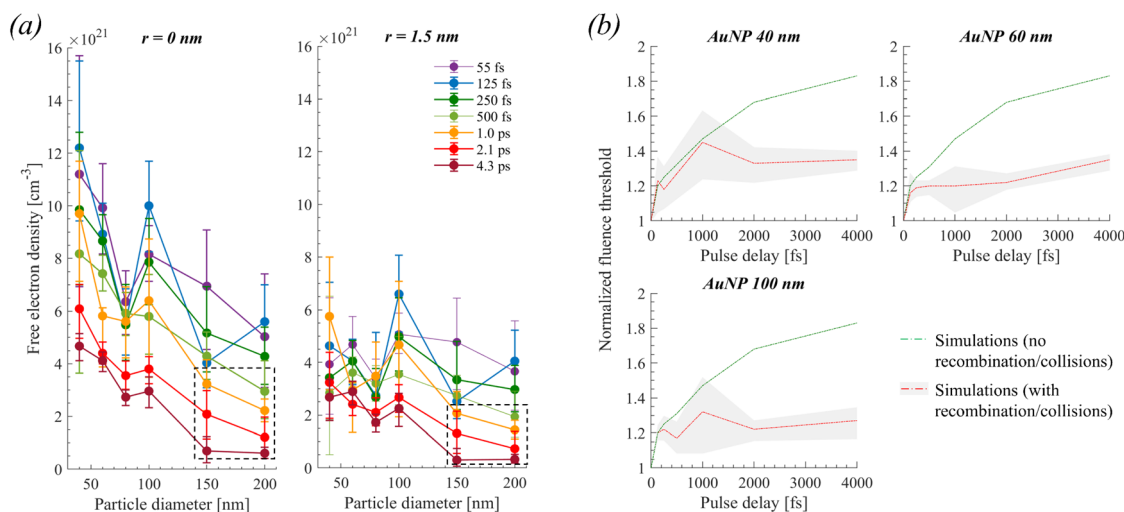 (a)
r = 0 nm
r = 1.5 nm
×10²¹
×10²¹
Free electron density [cm⁻³]
16
14
12
10
8
6
4
2
0
16
14
12
10
8
6
4
2
0
55 fs
125 fs
250 fs
500 fs
1.0 ps
2.1 ps
4.3 ps
50 100 150 200
50 100 150 200
Particle diameter [nm]
Particle diameter [nm]
(b)
AuNP 40 nm
AuNP 60 nm
Normalized fluence threshold
2
1.8
1.6
1.4
1.2
1
0 1000 2000 3000 4000
Pulse delay [fs]
2
1.8
1.6
1.4
1.2
1
0 1000 2000 3000 4000
Pulse delay [fs]
AuNP 100 nm
2
1.8
1.6
1.4
1.2
1
0 1000 2000 3000 4000
Pulse delay [fs]
Simulations (no
recombination/collisions)
Simulations (with
recombination/collisions)